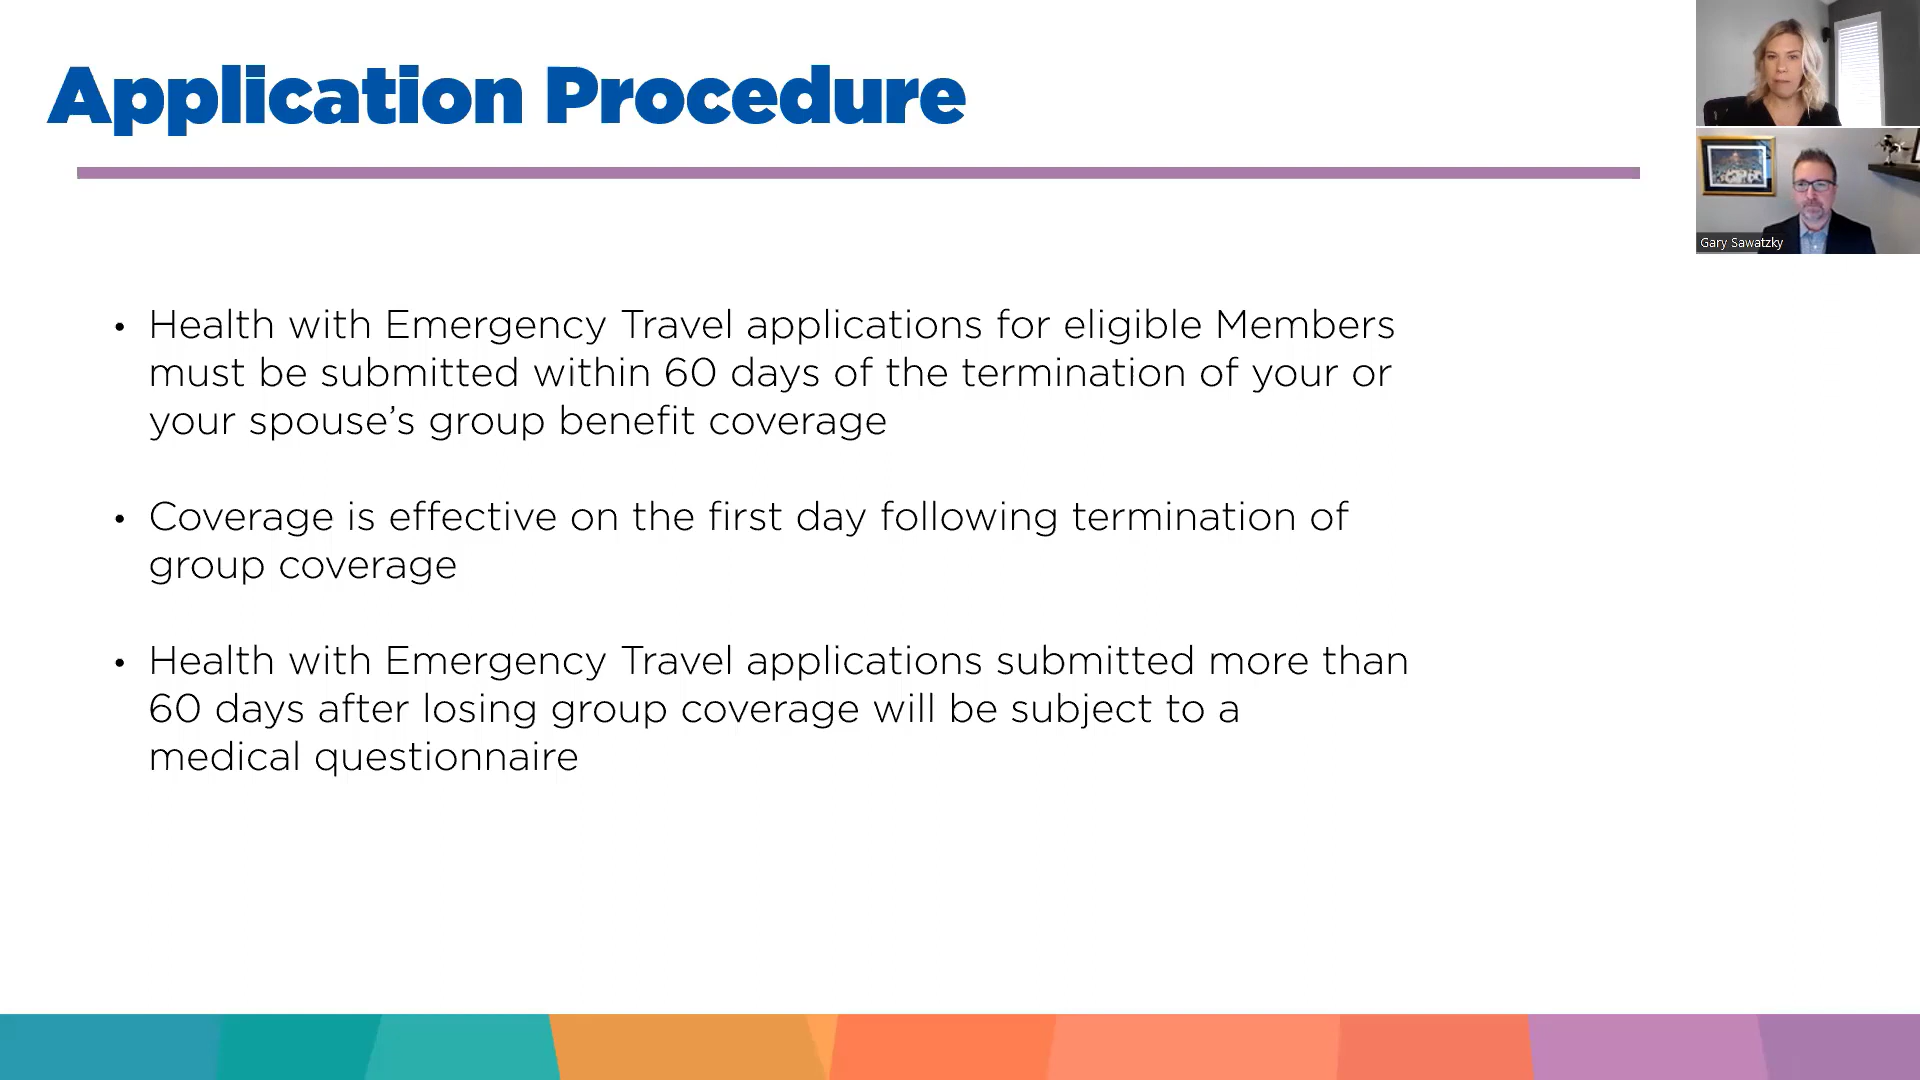 Application Procedure
Gary Sawatzky
• Health with Emergency Travel applications for eligible Members
must be submitted within 60 days of the termination of your or
your spouse’s group benefit coverage
• Coverage is effective on the first day following termination of
group coverage
• Health with Emergency Travel applications submitted more than
60 days after losing group coverage will be subject to a
medical questionnaire